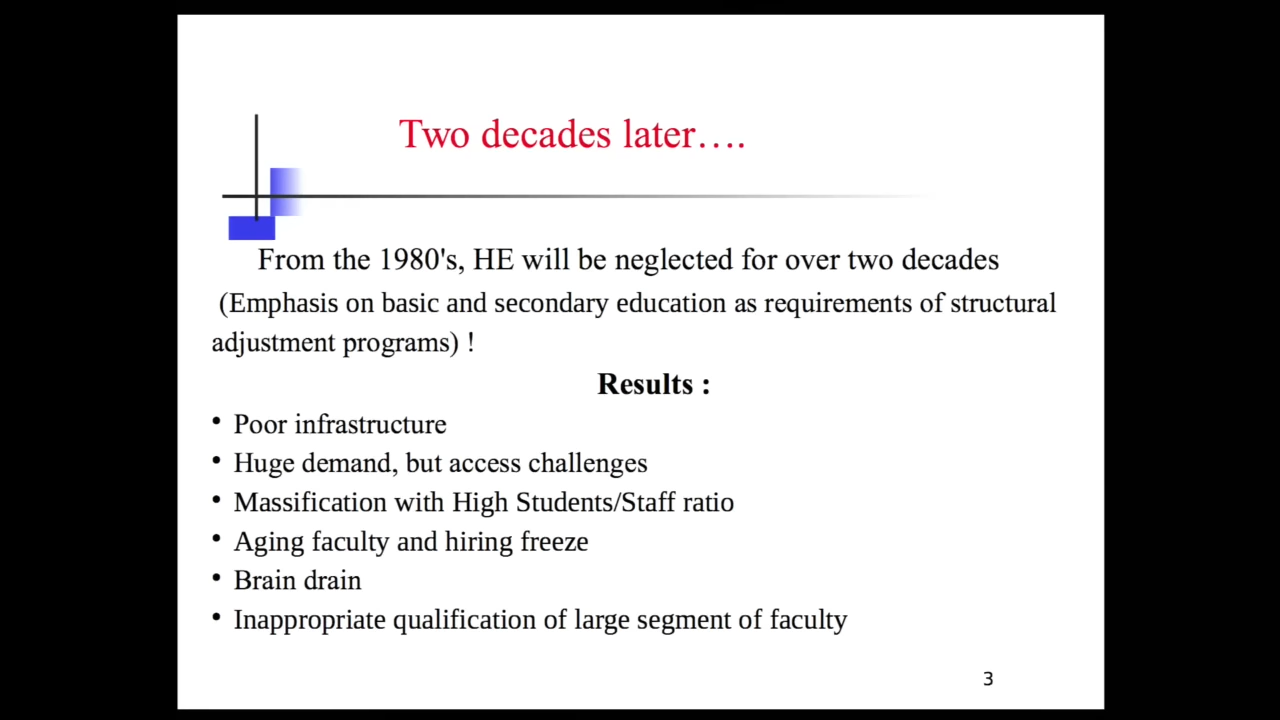 Two decades later….
From the 1980's, HE will be neglected for over two decades
(Emphasis on basic and secondary education as requirements of structural
adjustment programs) !
Results :
• Poor infrastructure
• Huge demand, but access challenges
• Massification with High Students/Staff ratio
• Aging faculty and hiring freeze
• Brain drain
• Inappropriate qualification of large segment of faculty
3